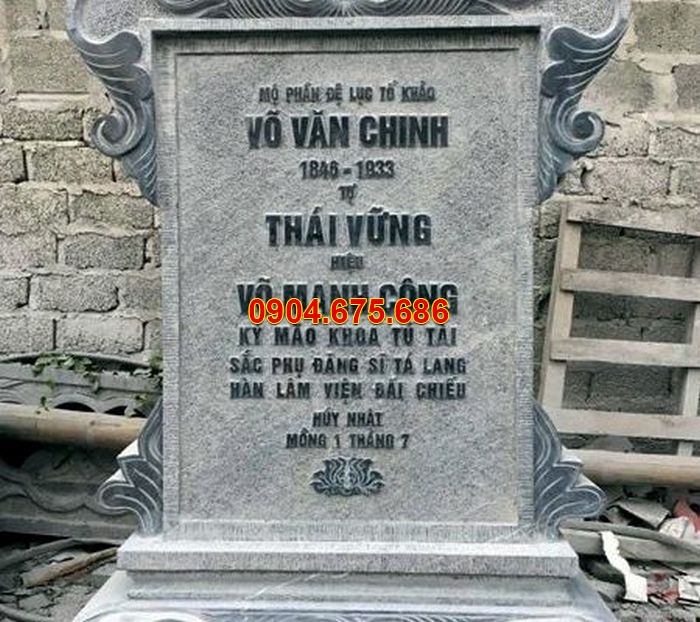 MỘ PHẦN ĐỆ LỤC TỔ KHẢO
VÕ VĂN CHINH
1846 - 1933
TỰ
THÁI VỮNG
HIỆU
VÕ MẠNH CÔNG
0904.675.686
KỶ MÃO KHOA TÚ TÀI
SẮC PHỤ ĐĂNG SĨ TÁ LANG
HÀN LÂM VIỆN ĐÃI CHIẾU
HÚY NHẬT
MỒNG 1 THÁNG 7